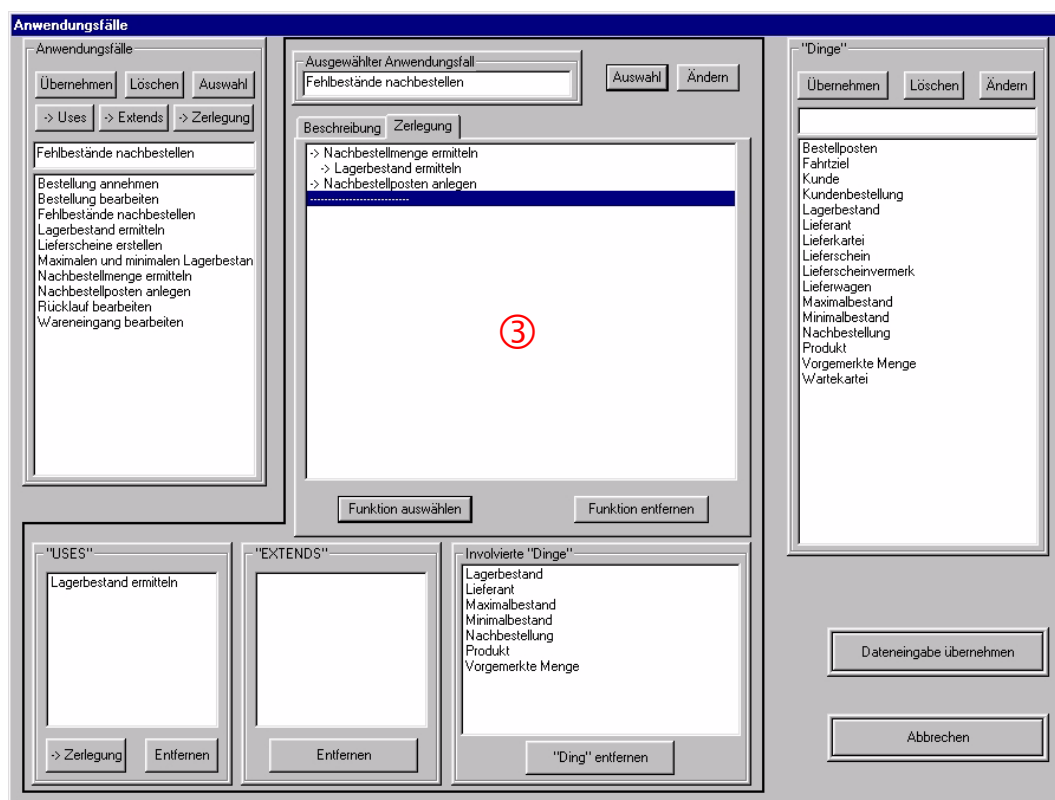 Anwendungsfälle
Anwendungsfälle
Übernehmen Löschen Auswahl
-> Uses -> Extends -> Zerlegung
Fehlbestände nachbestellen
Bestellung annehmen
Bestellung bearbeiten
Fehlbestände nachbestellen
Lagerbestand ermitteln
Lieferscheine erstellen
Maximalen und minimalen Lagerbestan
Nachbestellmenge ermitteln
Nachbestellposten anlegen
Rücklauf bearbeiten
Wareneingang bearbeiten
Ausgewählter Anwendungsfall
Fehlbestände nachbestellen
Auswahl Ändern
Beschreibung Zerlegung
-> Nachbestellmenge ermitteln
-> Lagerbestand ermitteln
-> Nachbestellposten anlegen
----------------------------
③
Funktion auswählen Funktion entfernen
"Dinge"
Übernehmen Löschen Ändern
Bestellposten
Fahrtziel
Kunde
Kundenbestellung
Lagerbestand
Lieferant
Lieferkartei
Lieferschein
Lieferscheinvermerk
Lieferwagen
Maximalbestand
Minimalbestand
Nachbestellung
Produkt
Vorgemerkte Menge
Wartekartei
"USES"
Lagerbestand ermitteln
-> Zerlegung Entfernen
"EXTENDS"
Entfernen
Involvierte "Dinge"
Lagerbestand
Lieferant
Maximalbestand
Minimalbestand
Nachbestellung
Produkt
Vorgemerkte Menge
"Ding" entfernen
Dateneingabe übernehmen
Abbrechen